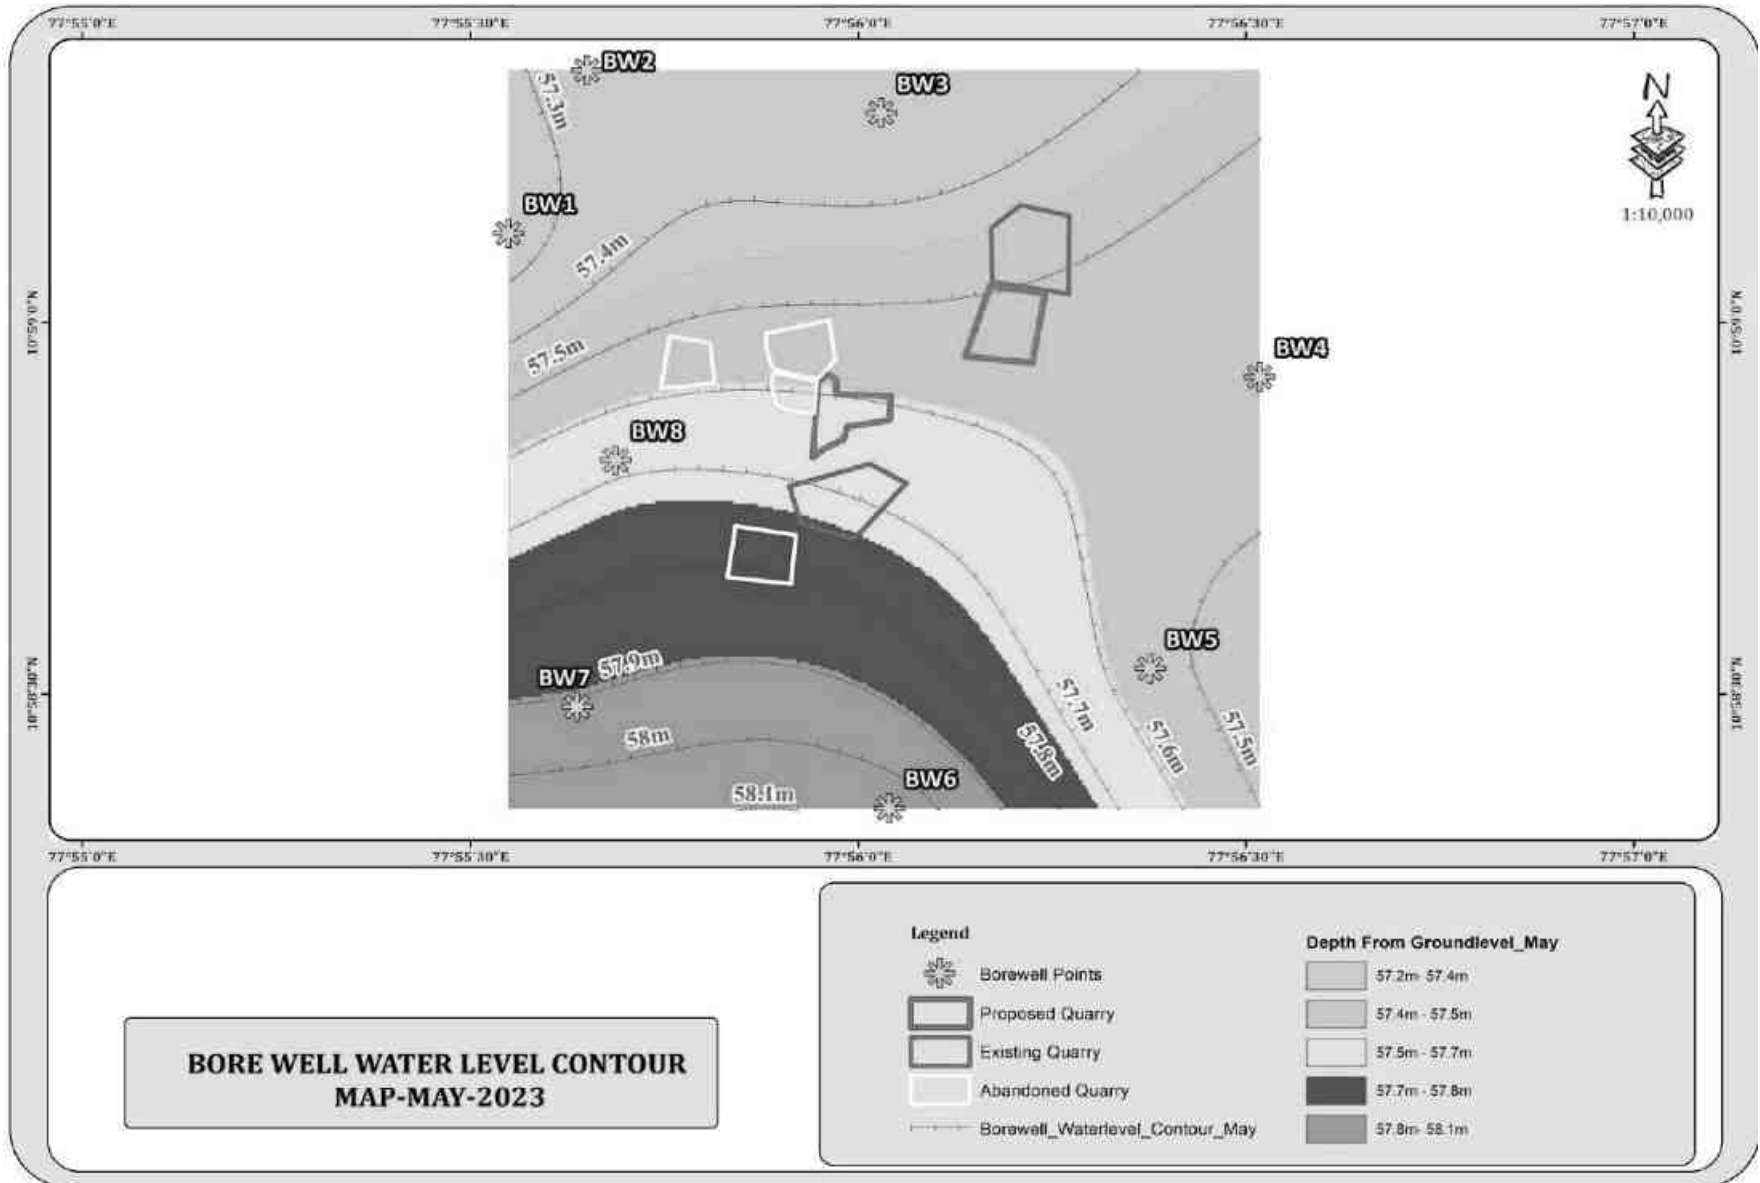 77°55'0"E 77°55'30"E 77°56'0"E 77°56'30"E 77°57'0"E
BW2
BW3
57.3m
N
BW1
1:10,000
57.4m
10°59'0"N 10°59'0"N
57.5m
BW4
BW8
BW5
57.9m
BW7
10°58'30"N 10°58'30"N
57.7m
58m
57.8m
57.6m
57.5m
BW6
58.1m
77°55'0"E 77°55'30"E 77°56'0"E 77°56'30"E 77°57'0"E
BORE WELL WATER LEVEL CONTOUR
MAP-MAY-2023
Legend
Borewell Points
Proposed Quarry
Existing Quarry
Abandoned Quarry
Borewell_Waterlevel_Contour_May
Depth From Groundlevel_May
57.2m- 57.4m
57.4m - 57.5m
57.5m - 57.7m
57.7m - 57.8m
57.8m- 58.1m